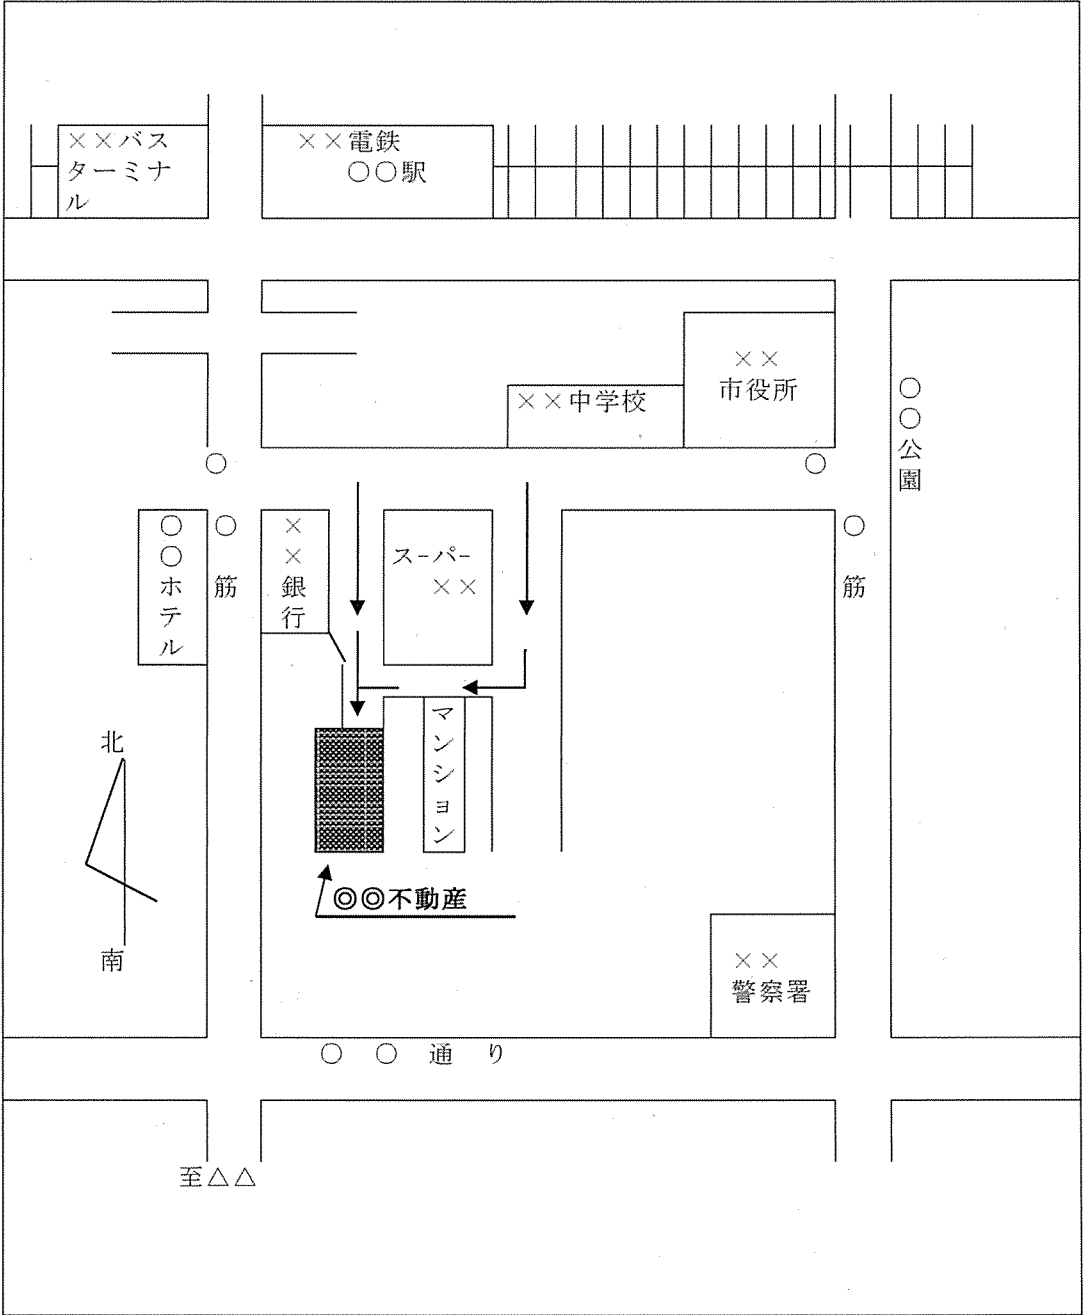 ××バス
ターミナ
ル
××電鉄
○○駅
××
市役所
××中学校
○○公園
○
○
○○ホテル
○
筋
××銀行
スーパー
××
○
筋
マンション
北
南
◎◎不動産
××
警察署
○○通り
至△△